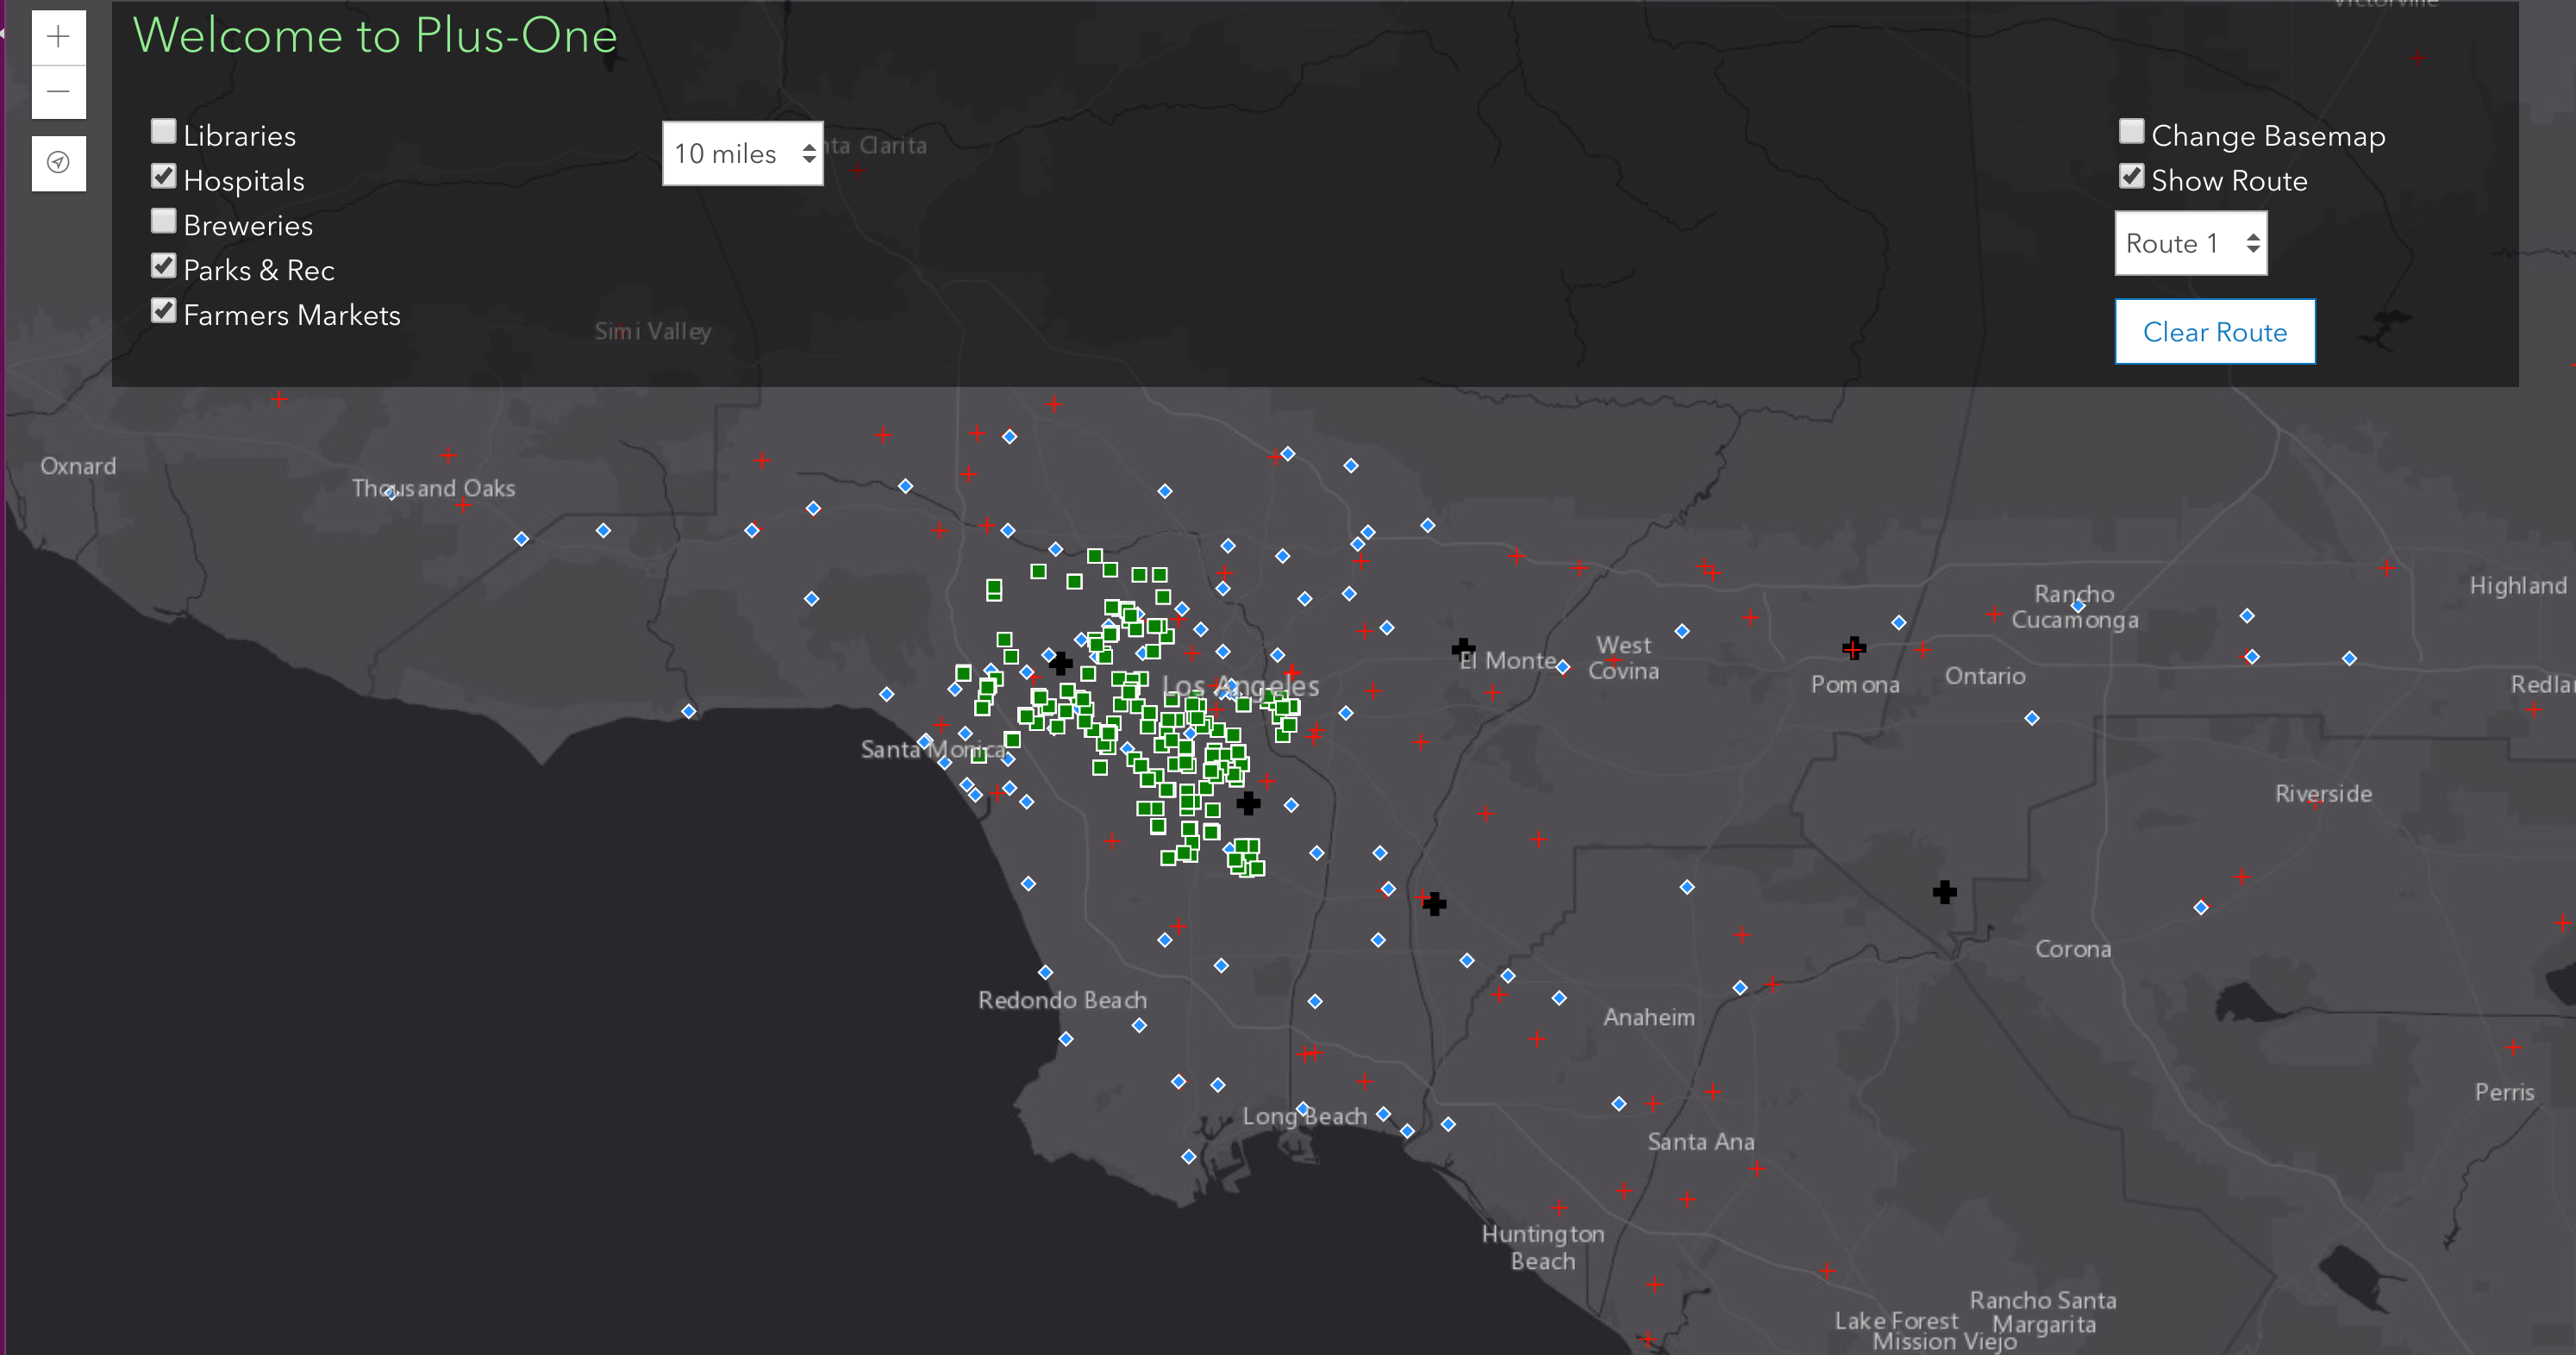 Victorville
Welcome to Plus-One
Libraries
Hospitals
Breweries
Parks & Rec
Farmers Markets
10 miles
nta Clarita
Change Basemap
Show Route
Route 1
Clear Route
Simi Valley
Oxnard
Thousand Oaks
Highland
Rancho
Cucamonga
West
Covina
El Monte
Los Angeles
Pomona
Ontario
Redla
Santa Monica
Riverside
Corona
Redondo Beach
Anaheim
Perris
Long Beach
Santa Ana
Huntington
Beach
Rancho Santa
Margarita
Lake Forest
Mission Viejo